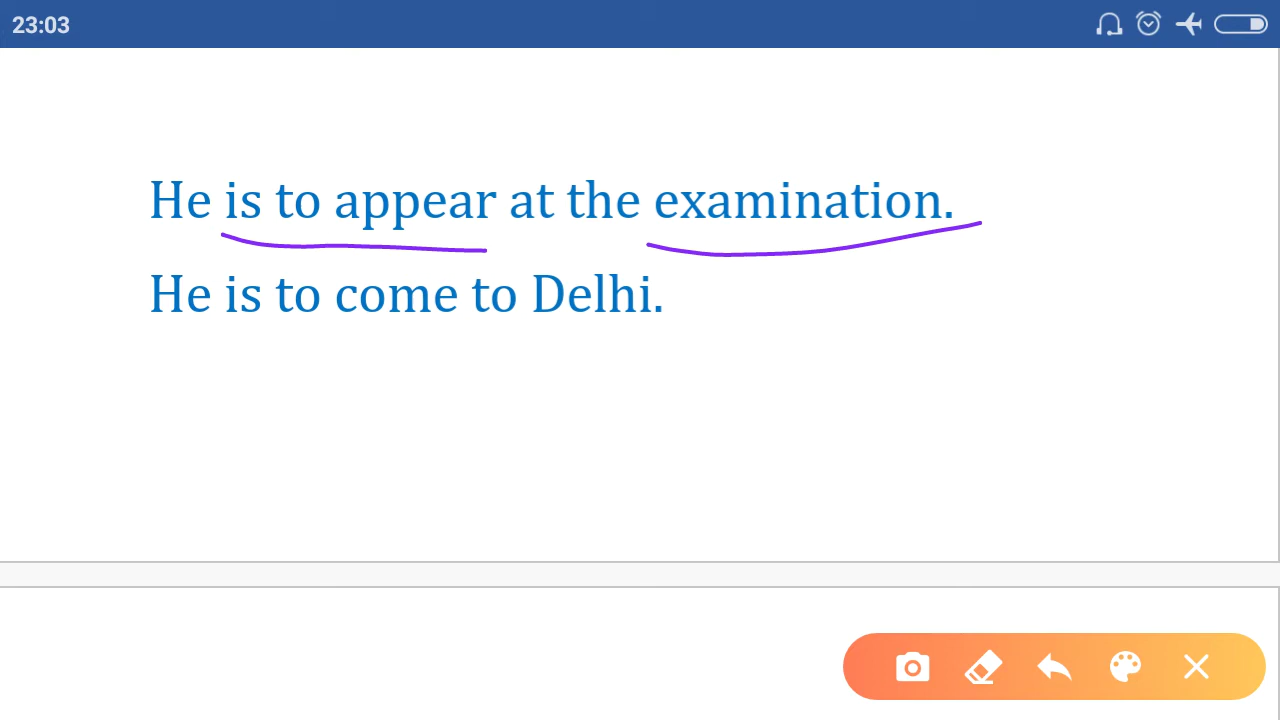 23:03
He is to appear at the examination.
He is to come to Delhi.